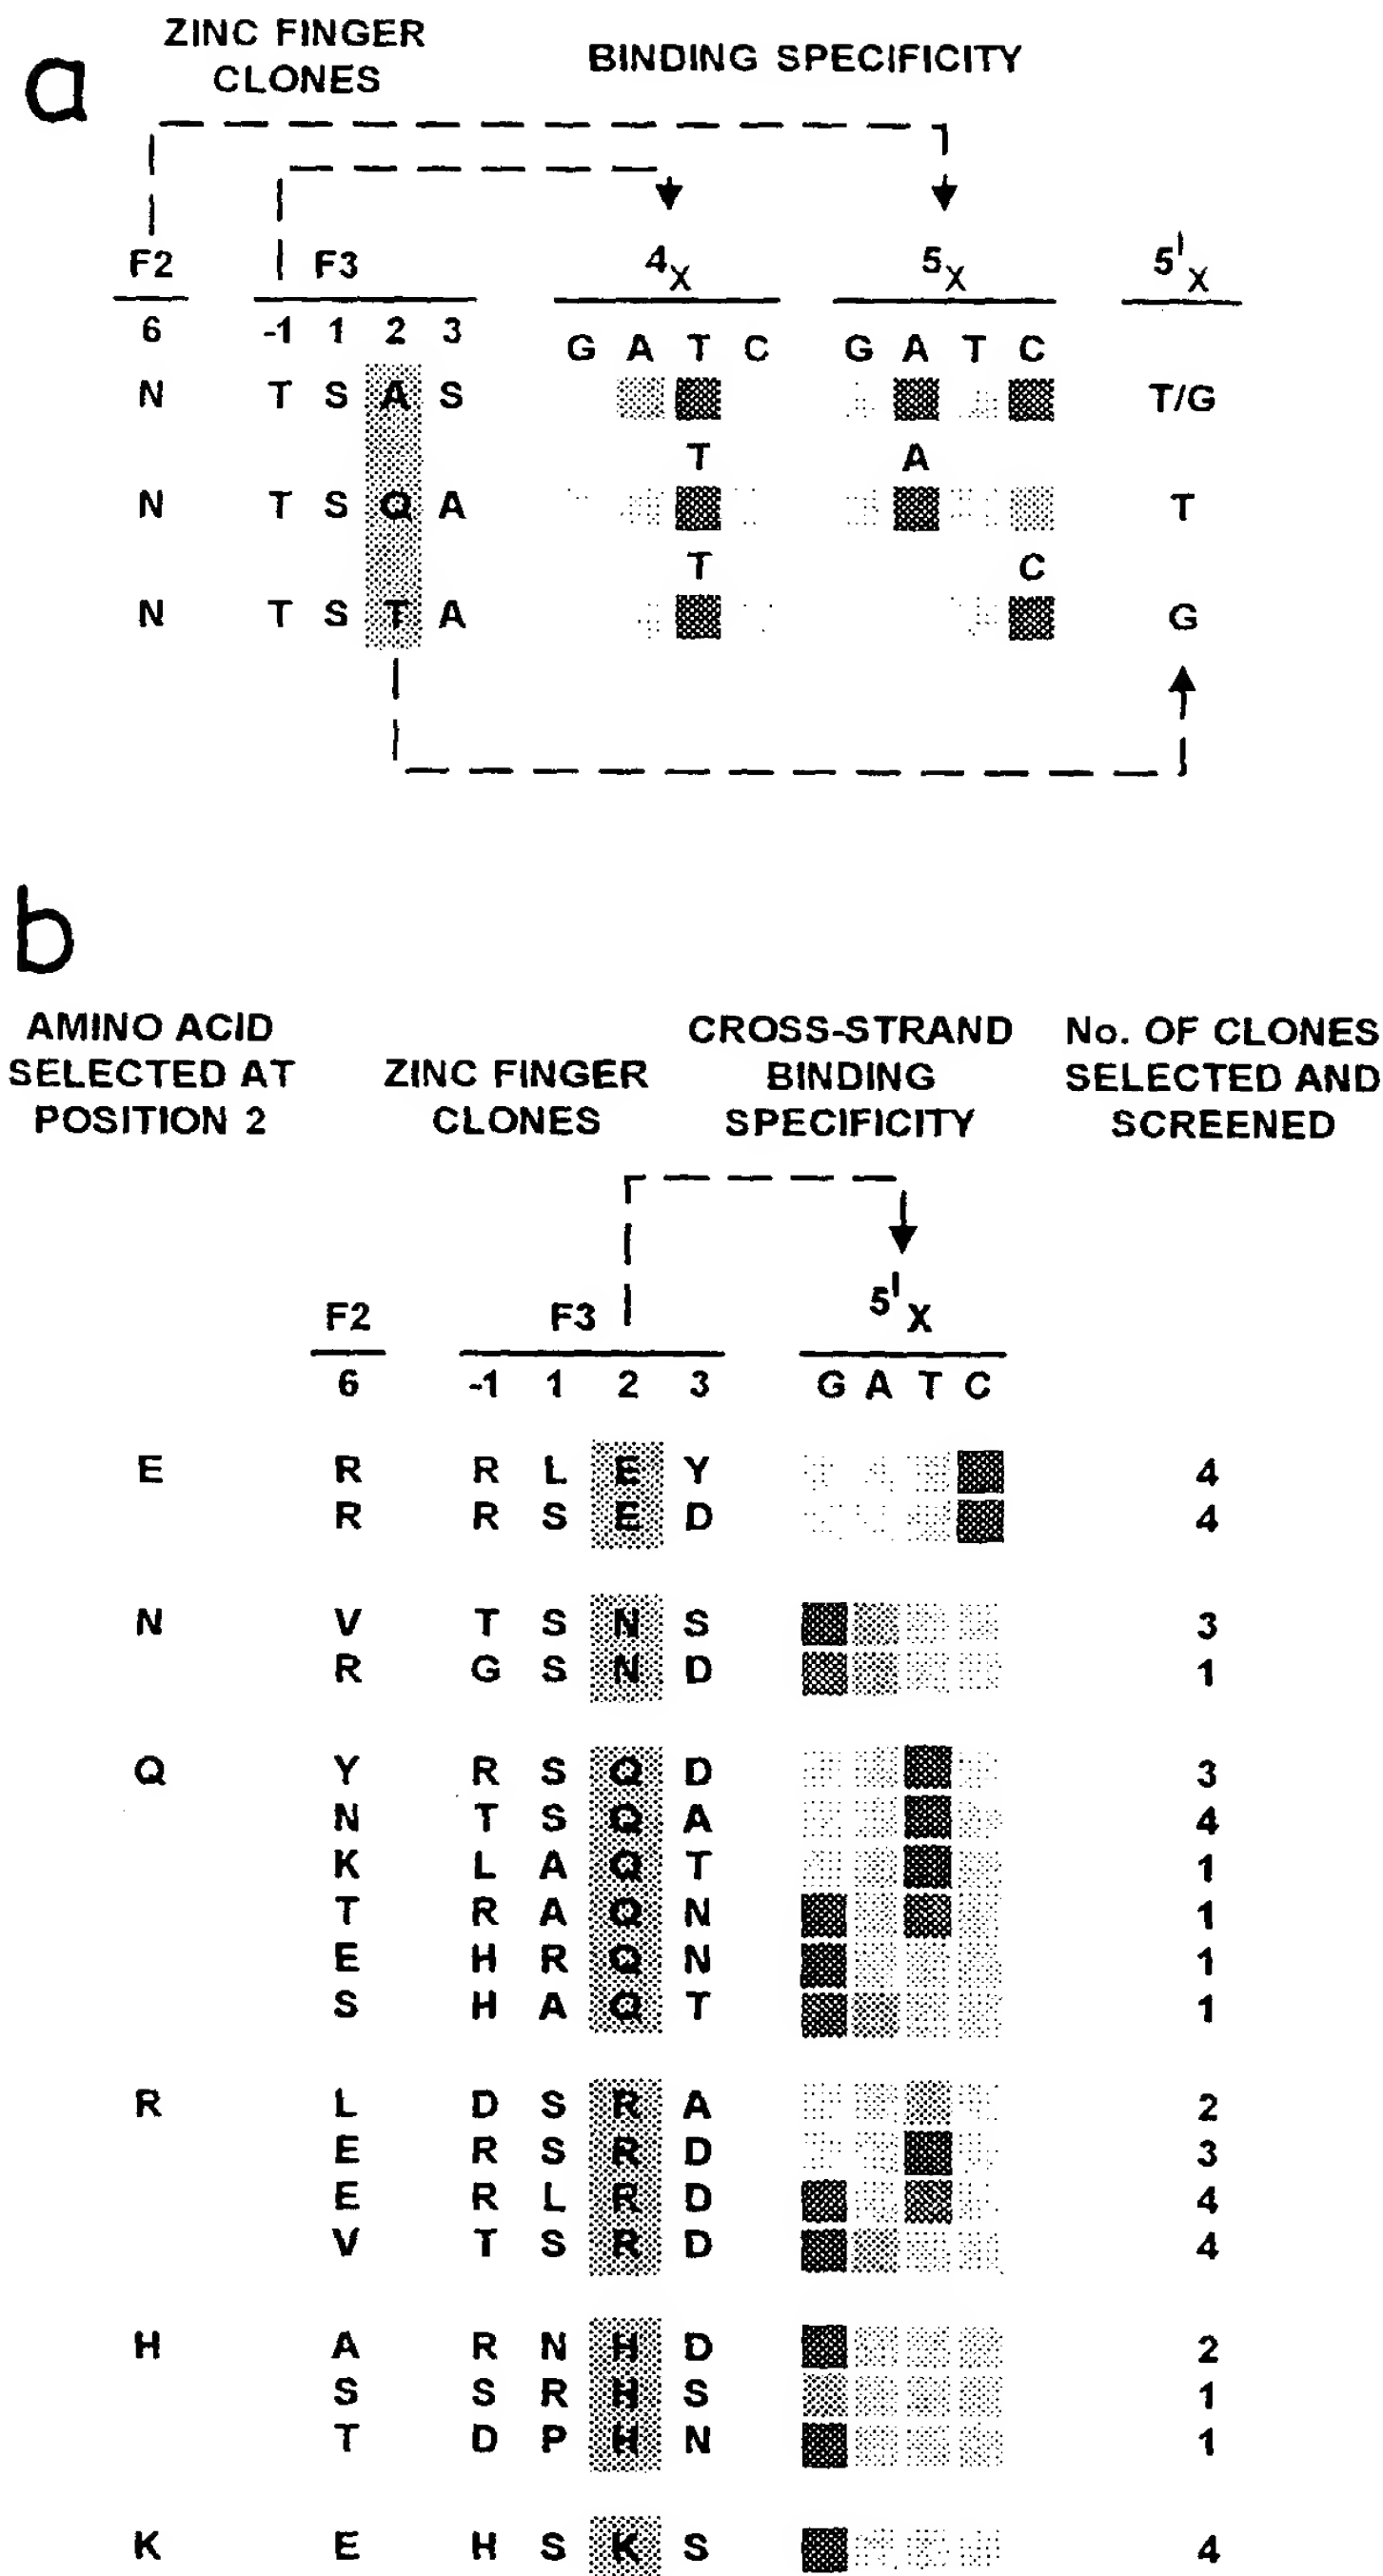 a
ZINC FINGER
CLONES
BINDING SPECIFICITY
F2 F3 4X 5X 5'X
6 -1 1 2 3 G A T C G A T C
N T S A S T/G
T A
N T S Q A T
T C
N T S T A G
b
AMINO ACID
SELECTED AT
POSITION 2
ZINC FINGER
CLONES
CROSS-STRAND
BINDING
SPECIFICITY
No. OF CLONES
SELECTED AND
SCREENED
F2 F3 5'X
6 -1 1 2 3 G A T C
E R R L E Y 4
R R S E D 4
N V T S N S 3
R G S N D 1
Q Y R S Q D 3
N T S Q A 4
K L A Q T 1
T R A Q N 1
E H R Q N 1
S H A Q T 1
R L D S R A 2
E R S R D 3
E R L R D 4
V T S R D 4
H A R N H D 2
S S R H S 1
T D P H N 1
K E H S K S 4